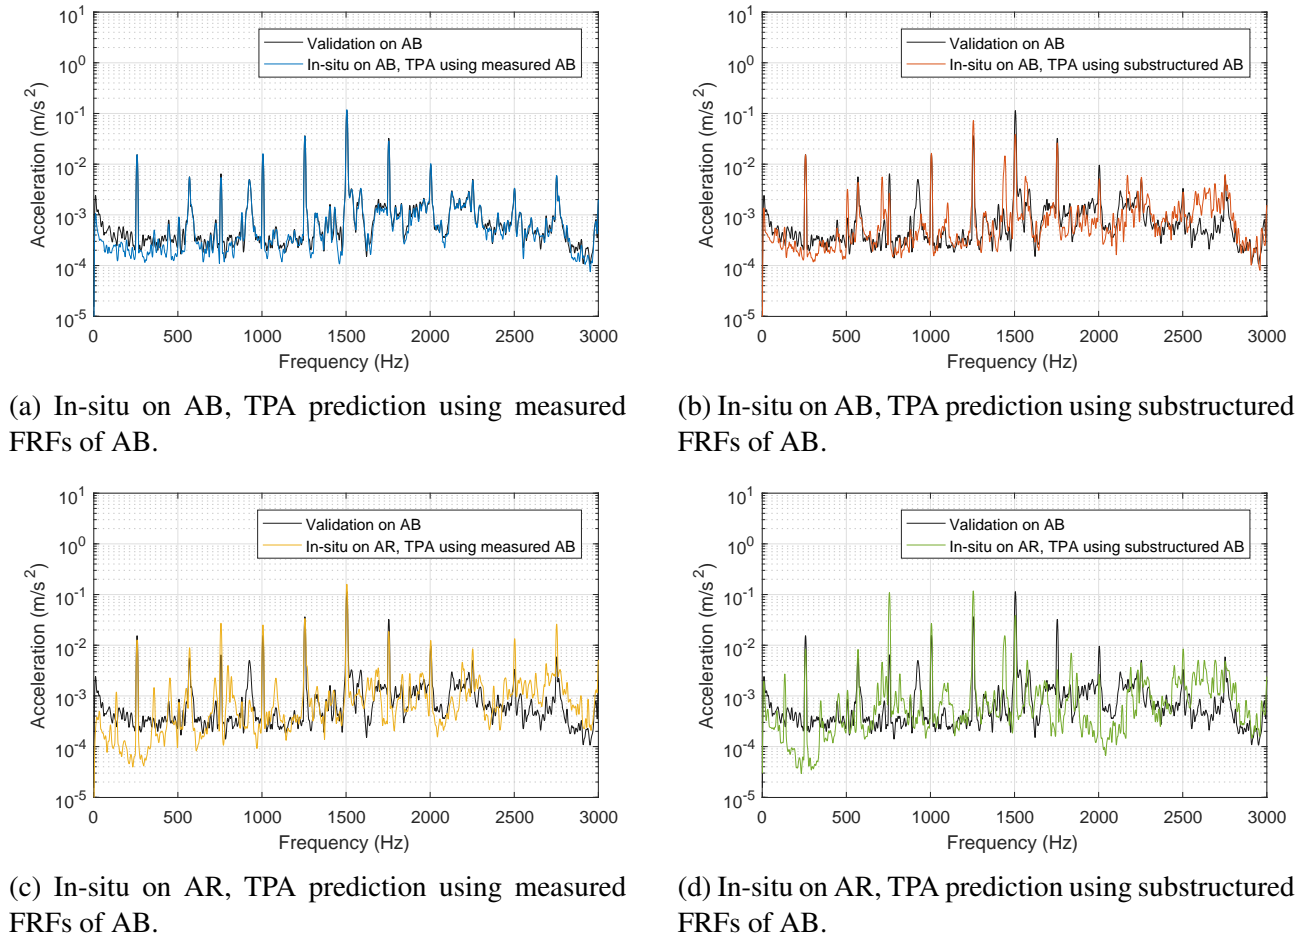 10^1
10^0
10^-1
10^-2
10^-3
10^-4
10^-5
Acceleration (m/s^2)
Validation on AB
In-situ on AB, TPA using measured AB
0 500 1000 1500 2000 2500 3000
Frequency (Hz)
(a) In-situ on AB, TPA prediction using measured
FRFs of AB.
10^1
10^0
10^-1
10^-2
10^-3
10^-4
10^-5
Acceleration (m/s^2)
Validation on AB
In-situ on AB, TPA using substructured AB
0 500 1000 1500 2000 2500 3000
Frequency (Hz)
(b) In-situ on AB, TPA prediction using substructured
FRFs of AB.
10^1
10^0
10^-1
10^-2
10^-3
10^-4
10^-5
Acceleration (m/s^2)
Validation on AB
In-situ on AR, TPA using measured AB
0 500 1000 1500 2000 2500 3000
Frequency (Hz)
(c) In-situ on AR, TPA prediction using measured
FRFs of AB.
10^1
10^0
10^-1
10^-2
10^-3
10^-4
10^-5
Acceleration (m/s^2)
Validation on AB
In-situ on AR, TPA using substructured AB
0 500 1000 1500 2000 2500 3000
Frequency (Hz)
(d) In-situ on AR, TPA prediction using substructured
FRFs of AB.